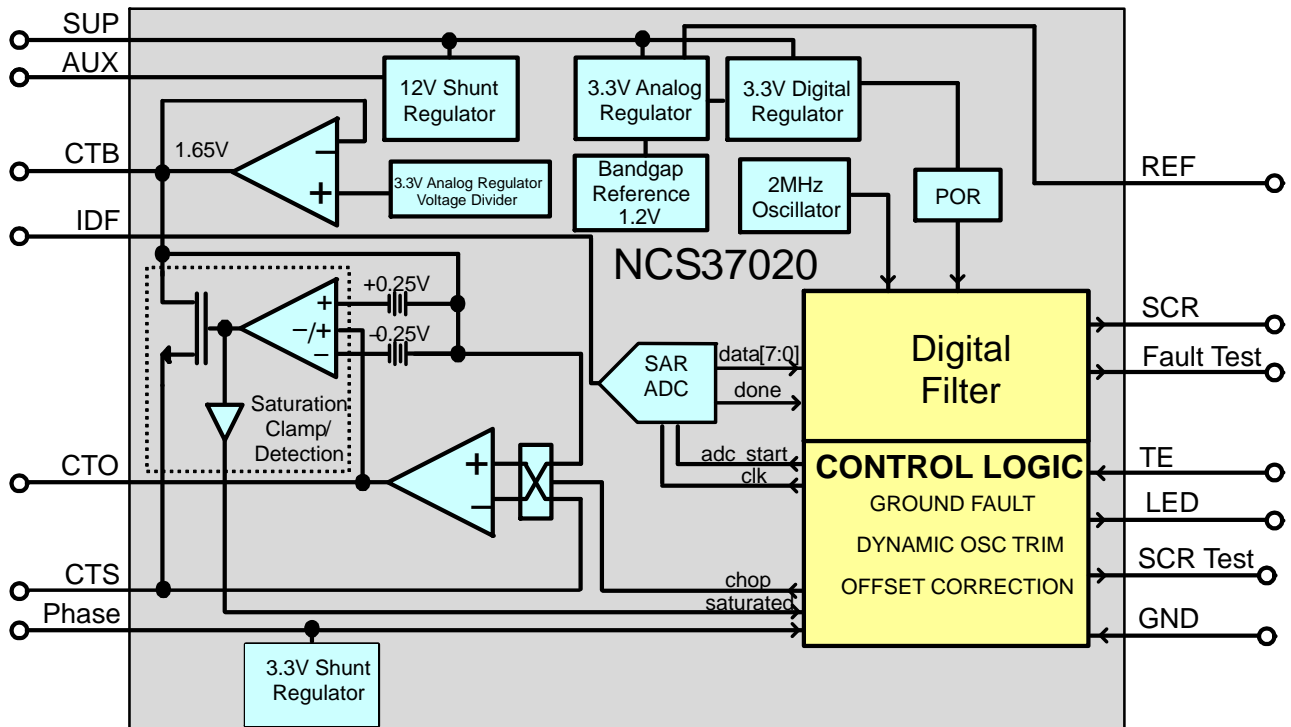 SUP
AUX
12V Shunt
Regulator
3.3V Analog
Regulator
3.3V Digital
Regulator
CTB
1.65V
−
+
3.3V Analog Regulator
Voltage Divider
Bandgap
Reference
1.2V
2MHz
Oscillator
POR
REF
IDF
NCS37020
+0.25V
+
−/+
−0.25V
−
Saturation
Clamp/
Detection
SAR
ADC
data[7:0]
done
Digital
Filter
SCR
Fault Test
CTO
+
−
adc_start
clk
CONTROL LOGIC
GROUND FAULT
DYNAMIC OSC TRIM
OFFSET CORRECTION
TE
LED
SCR Test
GND
CTS
Phase
chop
saturated
3.3V Shunt
Regulator